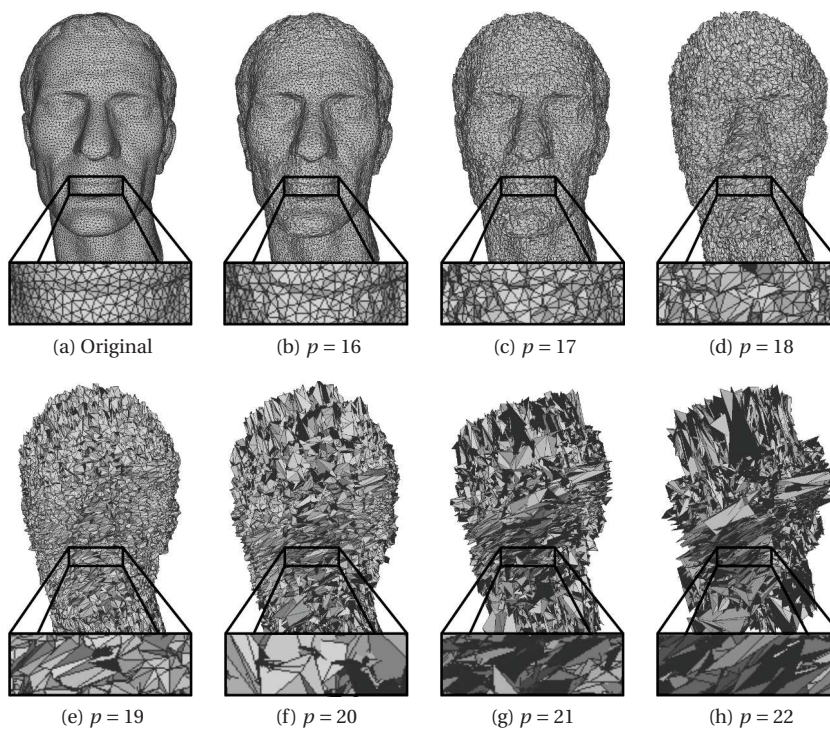 (a) Original
(b) p = 16
(c) p = 17
(d) p = 18
(e) p = 19
(f) p = 20
(g) p = 21
(h) p = 22